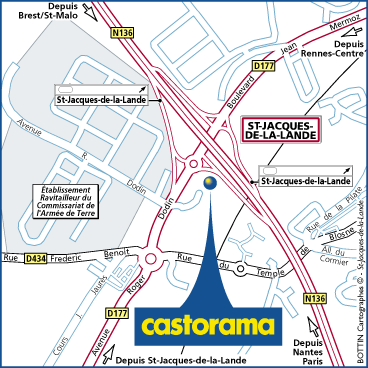 Depuis
Brest/St-Malo
N136
Mermoz
Jean
Depuis
Rennes-Centre
D177
Boulevard
St-Jacques-de-la-Lande
ST-JACQUES-
DE-LA-LANDE
Avenue
R.
Dodin
St-Jacques-de-la-Lande
Établissement
Ravitailleur du
Commissariat de
l'Armée de Terre
Dodin
Rue de la Plate
Rue
D434
Frederic
Benoit
Rue
du
Temple
de
Blosne
All. du
Cormier
Cours
J.
Jaurès
Roger
D177
Avenue
N136
castorama
Depuis St-Jacques-de-la-Lande
Depuis
Nantes
Paris
BOTTIN Cartographes © - St-Jacques-de-la-Lande